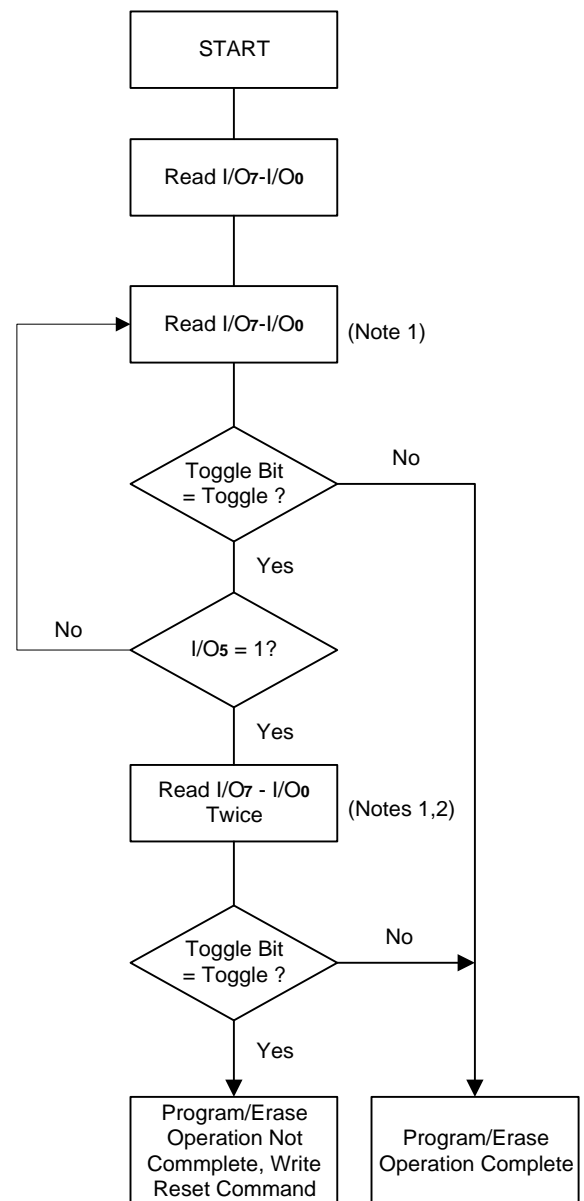 START
Read I/O7-I/O0
Read I/O7-I/O0
(Note 1)
Toggle Bit
= Toggle ?
No
Yes
No
I/O5 = 1?
Yes
Read I/O7 - I/O0
Twice
(Notes 1,2)
Toggle Bit
= Toggle ?
No
Yes
Program/Erase
Operation Not
Commplete, Write
Reset Command
Program/Erase
Operation Complete